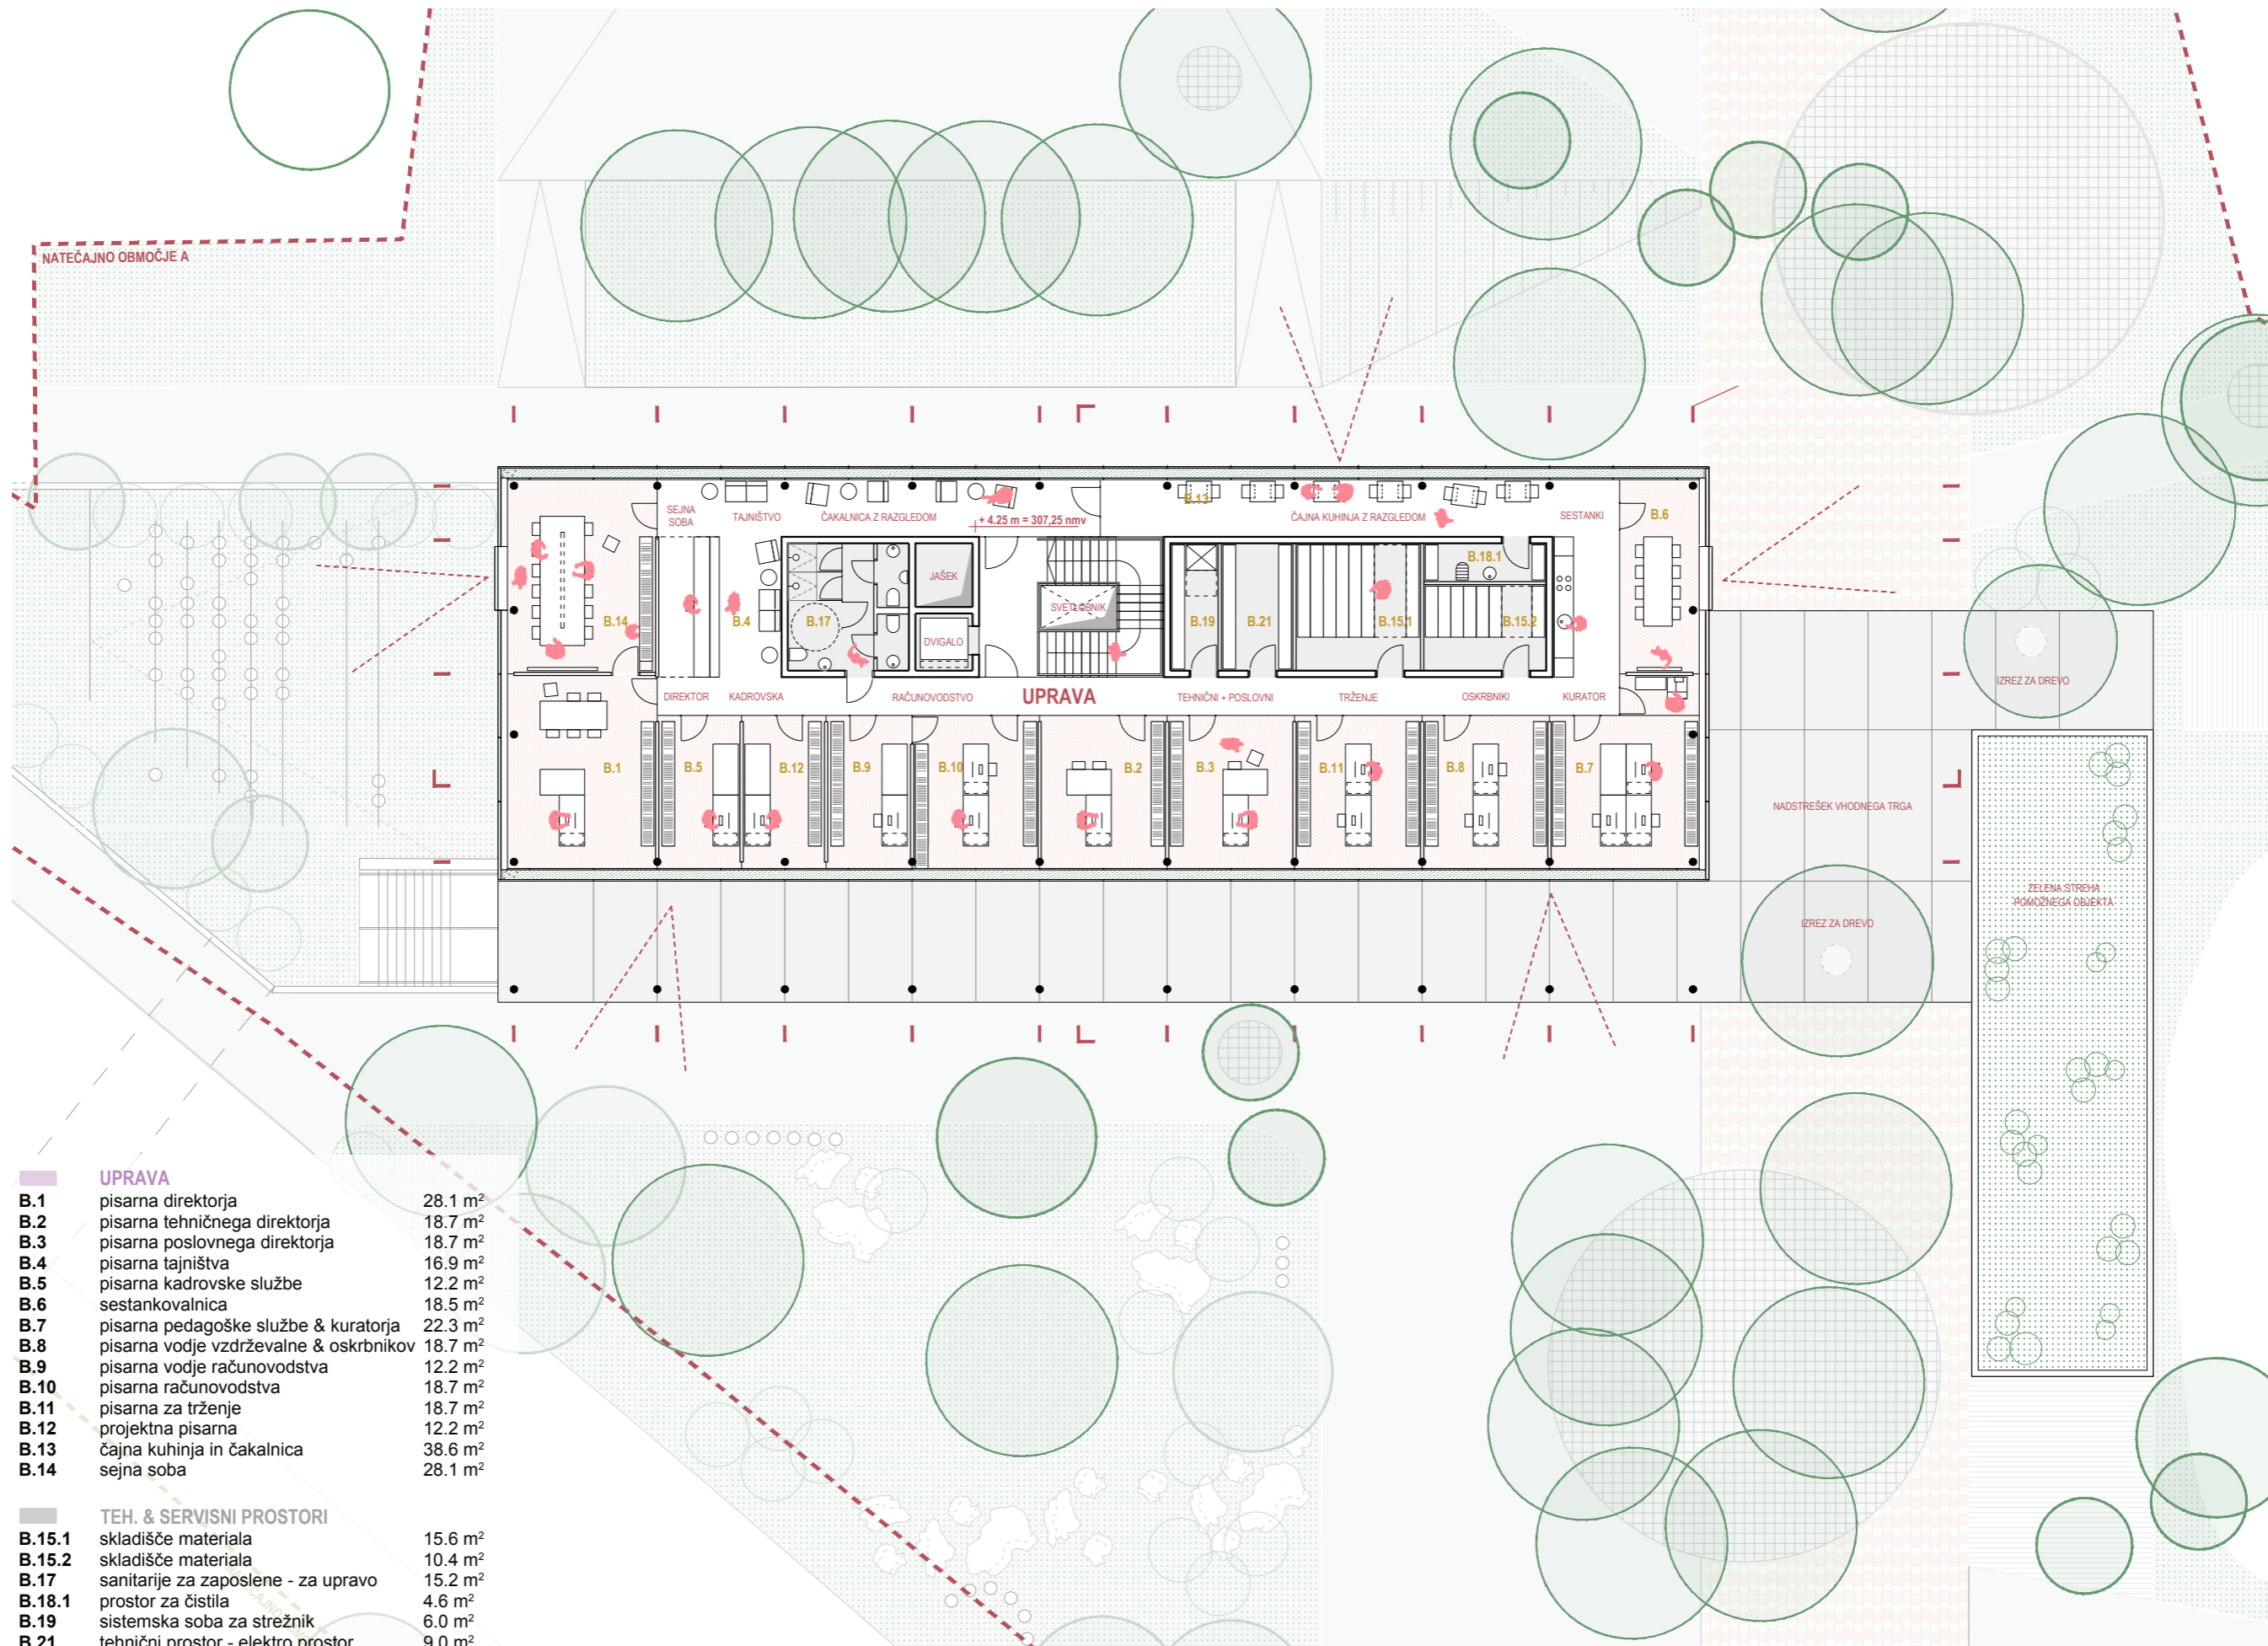 NATEČAJNO OBMOČJE A
SEJNA
SOBA
TAJNIŠTVO
ČAKALNICA Z RAZGLEDOM
+ 4.25 m = 307,25 nmv
B.13
ČAJNA KUHINJA Z RAZGLEDOM
SESTANKI
B.6
B.14
B.4
B.17
JAŠEK
DVIGALO
SVETLOBNIK
B.19
B.21
B.15.1
B.18.1
B.15.2
DIREKTOR
KADROVSKA
RAČUNOVODSTVO
UPRAVA
TEHNIČNI + POSLOVNI
TRŽENJE
OSKRBNIKI
KURATOR
B.1
B.5
B.12
B.9
B.10
B.2
B.3
B.11
B.8
B.7
IZREZ ZA DREVO
NADSTREŠEK VHODNEGA TRGA
IZREZ ZA DREVO
ZELENA STREHA
POMOŽNEGA OBJEKTA
UPRAVA
B.1 pisarna direktorja 28.1 m²
B.2 pisarna tehničnega direktorja 18.7 m²
B.3 pisarna poslovnega direktorja 18.7 m²
B.4 pisarna tajništva 16.9 m²
B.5 pisarna kadrovske službe 12.2 m²
B.6 sestankovalnica 18.5 m²
B.7 pisarna pedagoške službe & kuratorja 22.3 m²
B.8 pisarna vodje vzdrževalne & oskrbnikov 18.7 m²
B.9 pisarna vodje računovodstva 12.2 m²
B.10 pisarna računovodstva 18.7 m²
B.11 pisarna za trženje 18.7 m²
B.12 projektna pisarna 12.2 m²
B.13 čajna kuhinja in čakalnica 38.6 m²
B.14 sejna soba 28.1 m²
TEH. & SERVISNI PROSTORI
B.15.1 skladišče materiala 15.6 m²
B.15.2 skladišče materiala 10.4 m²
B.17 sanitarije za zaposlene - za upravo 15.2 m²
B.18.1 prostor za čistila 4.6 m²
B.19 sistemska soba za strežnik 6.0 m²
B.21 tehnični prostor - elektro prostor 9.0 m²